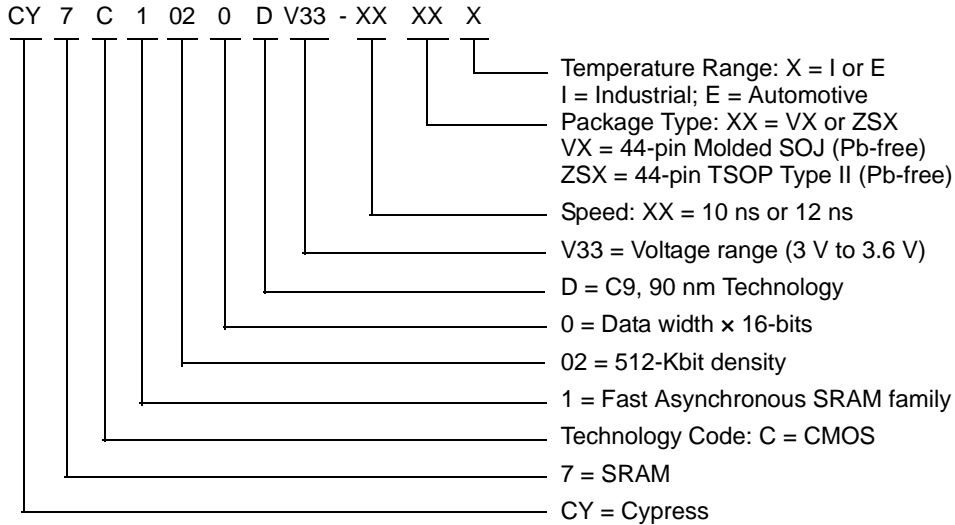 CY 7 C 1 02 0 D V33 - XX XX X
Temperature Range: X = I or E
I = Industrial; E = Automotive
Package Type: XX = VX or ZSX
VX = 44-pin Molded SOJ (Pb-free)
ZSX = 44-pin TSOP Type II (Pb-free)
Speed: XX = 10 ns or 12 ns
V33 = Voltage range (3 V to 3.6 V)
D = C9, 90 nm Technology
0 = Data width × 16-bits
02 = 512-Kbit density
1 = Fast Asynchronous SRAM family
Technology Code: C = CMOS
7 = SRAM
CY = Cypress